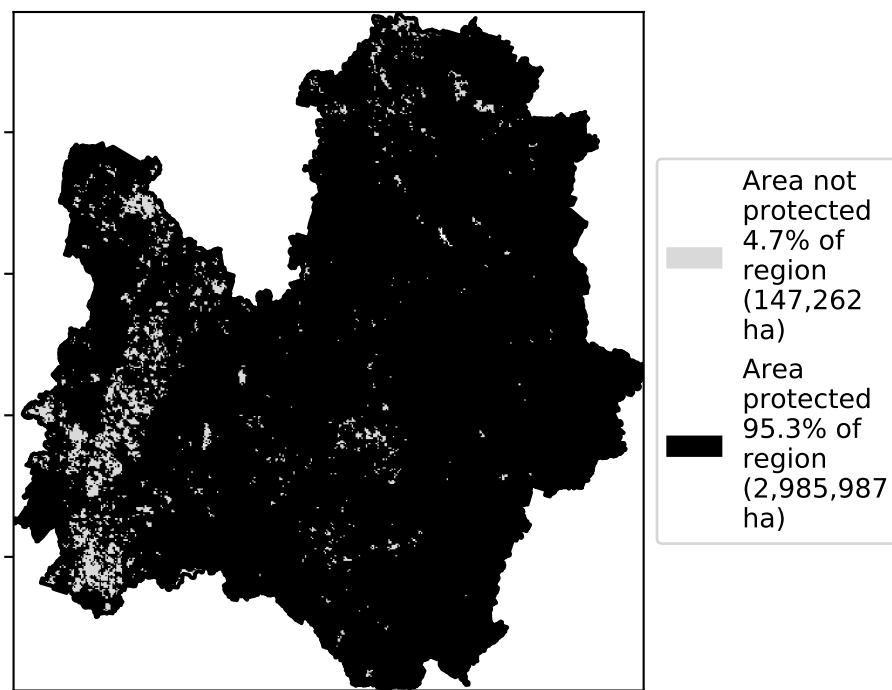 Area not
protected
4.7% of
region
(147,262
ha)
Area
protected
95.3% of
region
(2,985,987
ha)